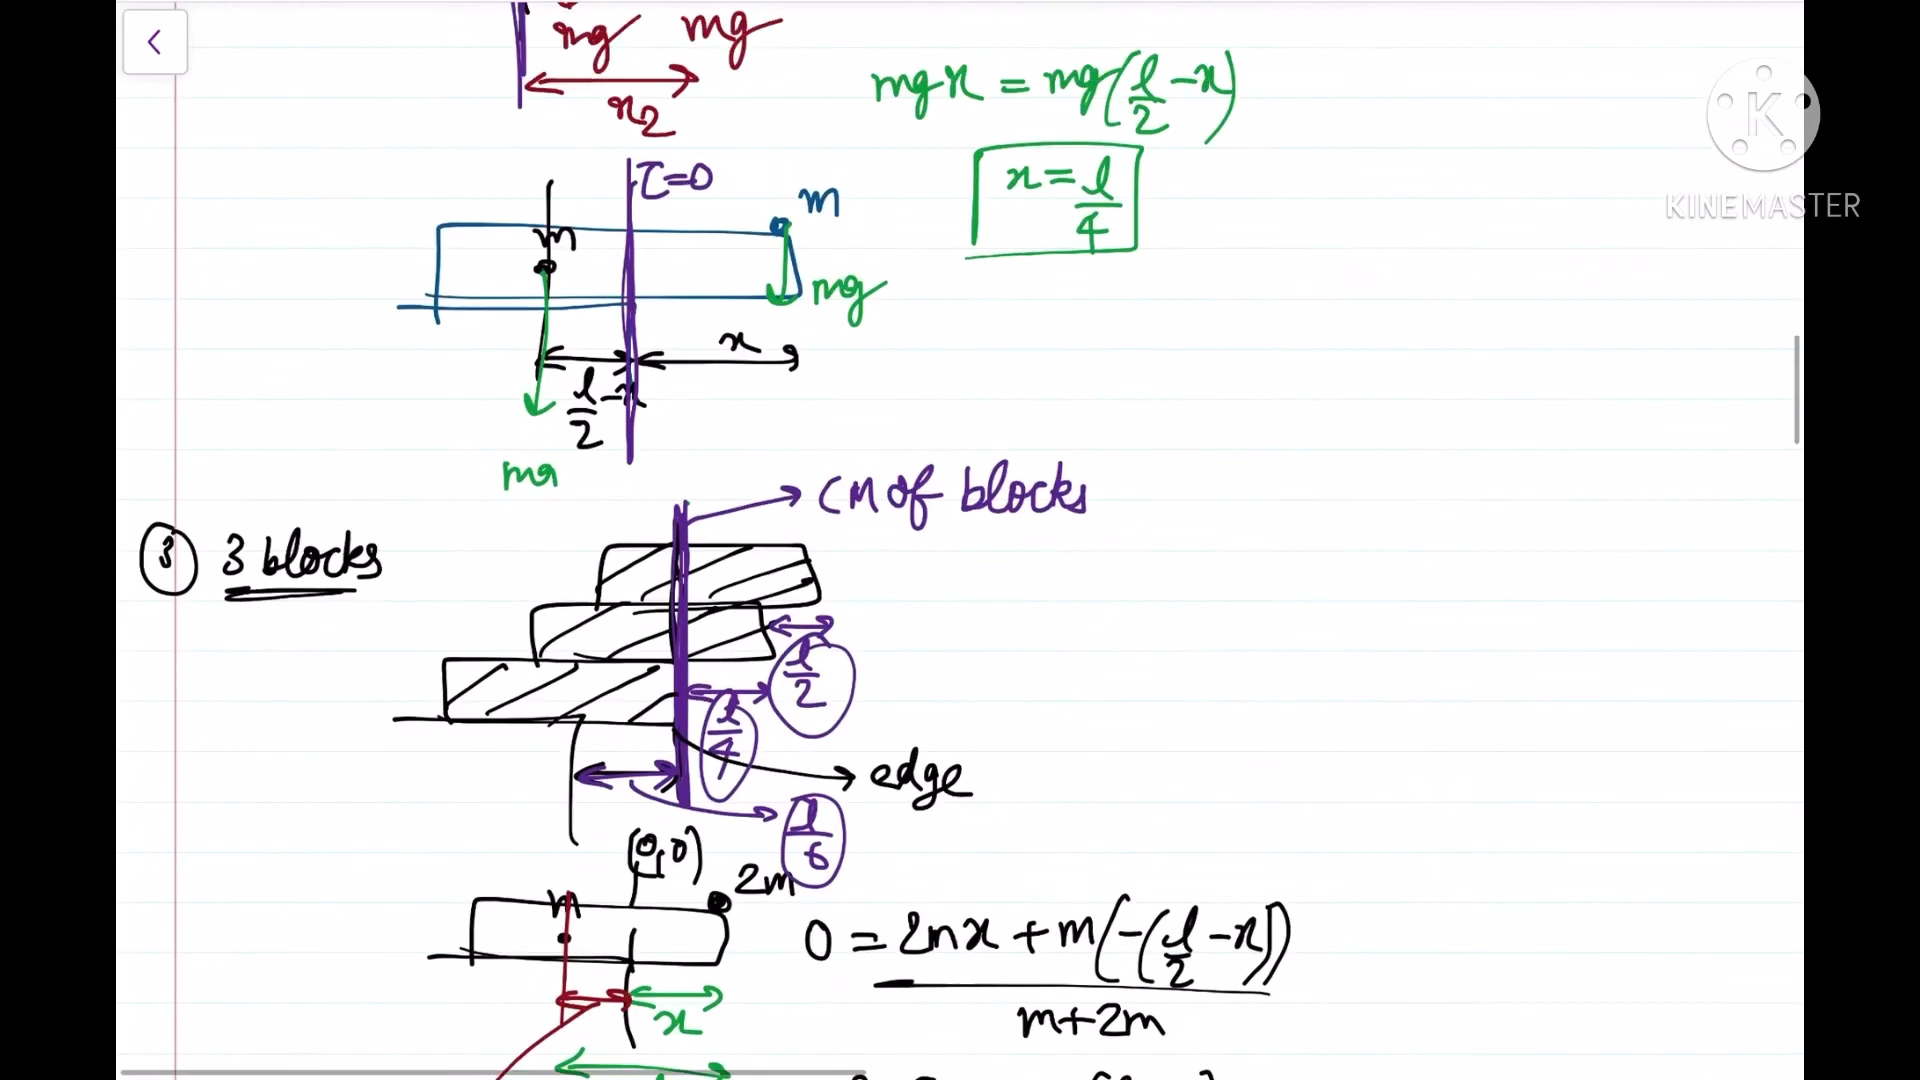 mg mg
x₂
mgx = mg(l/2 - x)
x = l/4
τ=0
m
m
mg
x
l/2 - x
mg
CM of blocks
③ 3 blocks
l/2
l/4
edge
l/6
(0,0)
2m
m
0 = 2mx + m(-(l/2 - x)) / m+2m
x
K
KINEMASTER